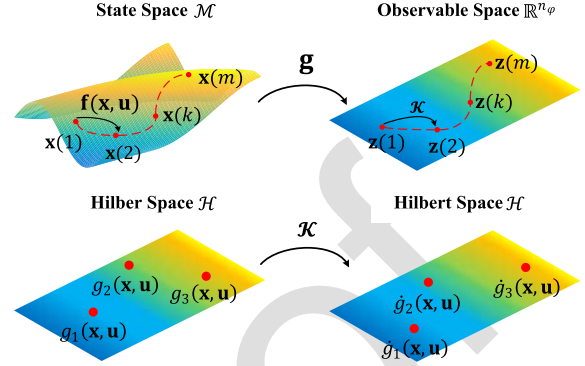 State Space ℳ
Observable Space ℝ^{n_φ}
g
f(x, u)
x(m)
x(k)
x(1)
x(2)
z(m)
𝒦
z(k)
z(1)
z(2)
Hilber Space ℋ
Hilbert Space ℋ
𝒦
g₂(x, u)
g₃(x, u)
g₁(x, u)
ġ₃(x, u)
ġ₂(x, u)
ġ₁(x, u)